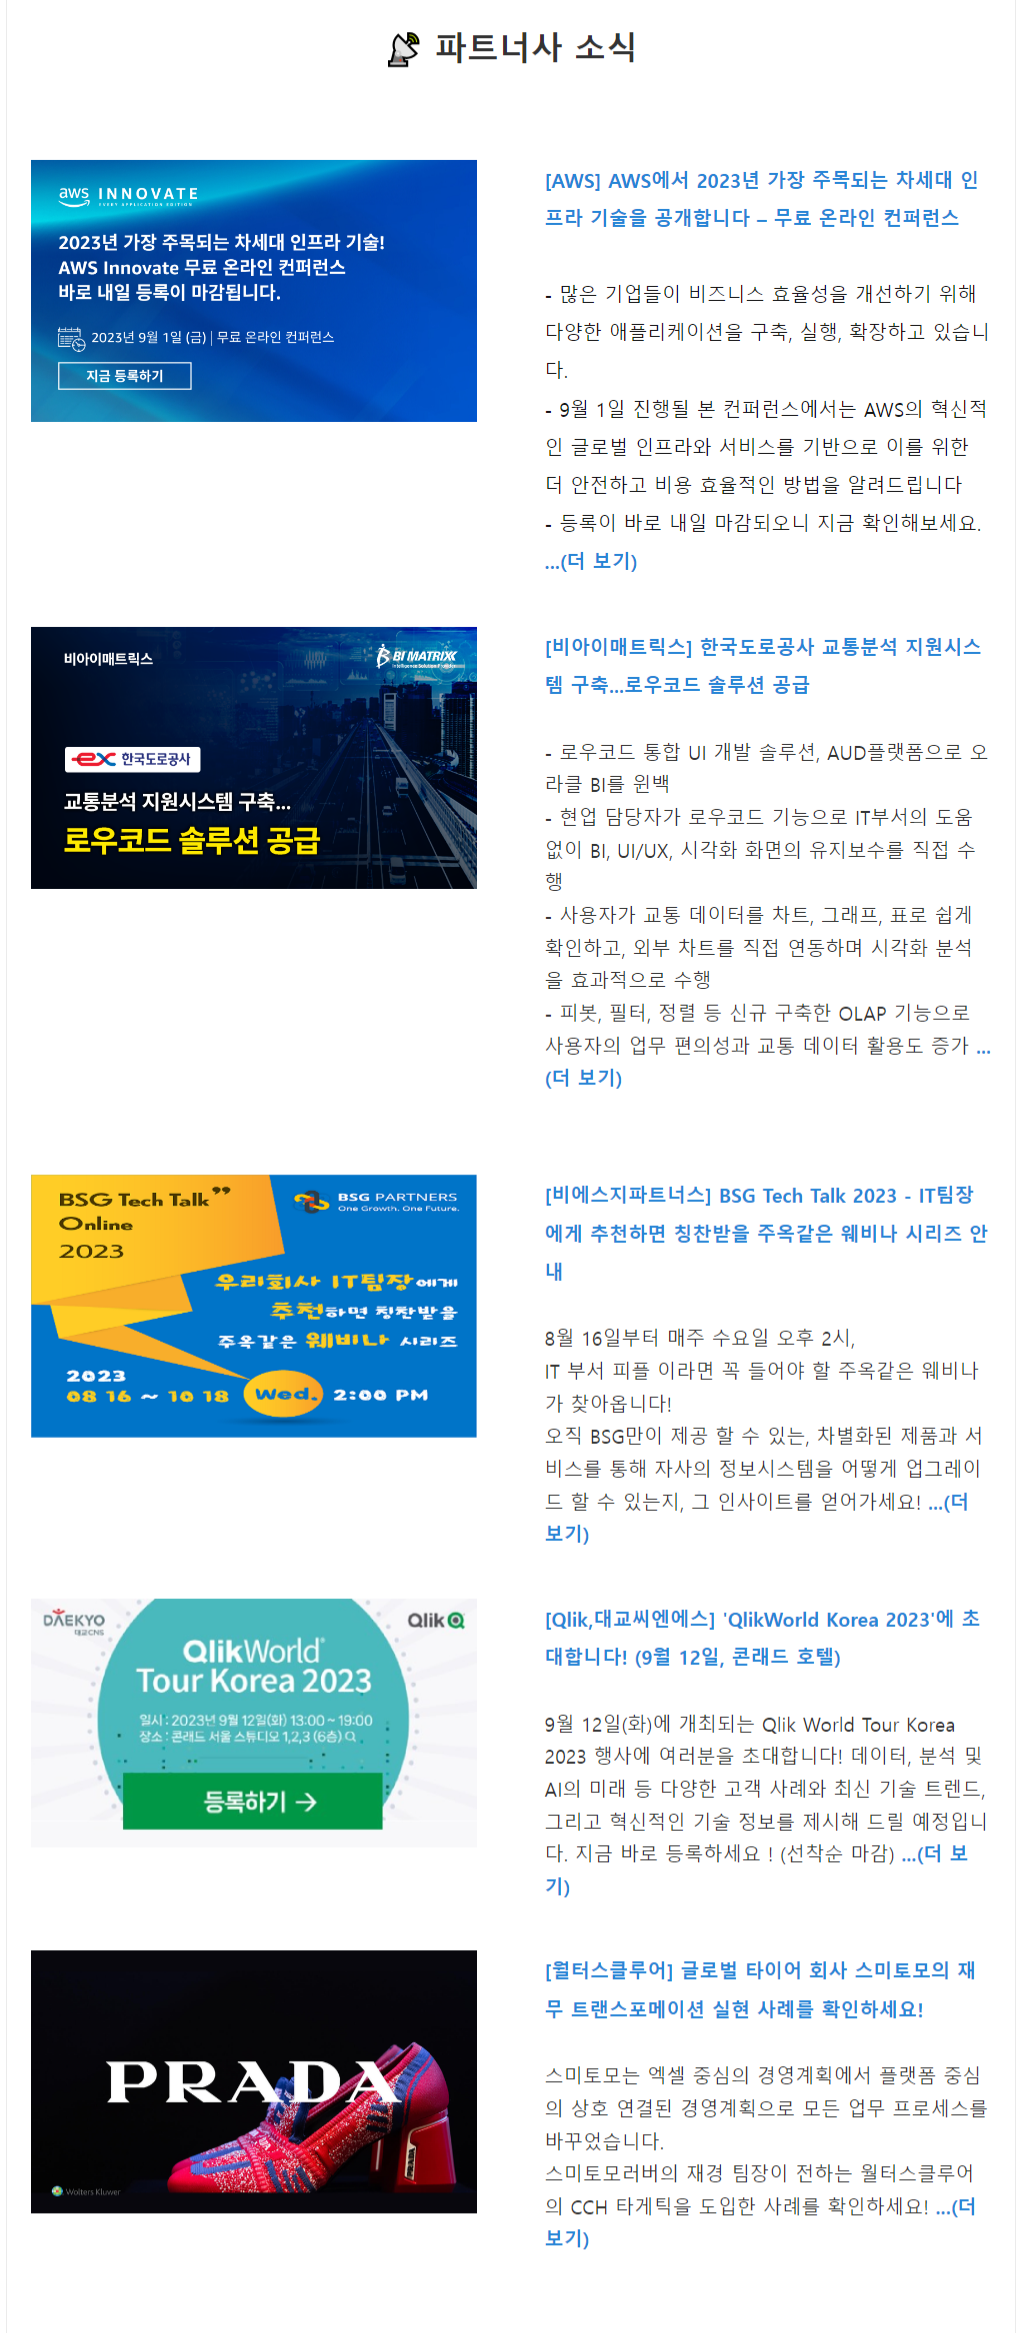 파트너사 소식
aws INNOVATE
EVERY APPLICATION EDITION
2023년 가장 주목되는 차세대 인프라 기술!
AWS Innovate 무료 온라인 컨퍼런스
바로 내일 등록이 마감됩니다.
2023년 9월 1일 (금) | 무료 온라인 컨퍼런스
지금 등록하기
[AWS] AWS에서 2023년 가장 주목되는 차세대 인
프라 기술을 공개합니다 – 무료 온라인 컨퍼런스
- 많은 기업들이 비즈니스 효율성을 개선하기 위해
다양한 애플리케이션을 구축, 실행, 확장하고 있습니
다.
- 9월 1일 진행될 본 컨퍼런스에서는 AWS의 혁신적
인 글로벌 인프라와 서비스를 기반으로 이를 위한
더 안전하고 비용 효율적인 방법을 알려드립니다
- 등록이 바로 내일 마감되오니 지금 확인해보세요.
...(더 보기)
비아이매트릭스
BI MATRIX
Intelligence Solution Provider
ex 한국도로공사
교통분석 지원시스템 구축...
로우코드 솔루션 공급
[비아이매트릭스] 한국도로공사 교통분석 지원시스
템 구축...로우코드 솔루션 공급
- 로우코드 통합 UI 개발 솔루션, AUD플랫폼으로 오
라클 BI를 윈백
- 현업 담당자가 로우코드 기능으로 IT부서의 도움
없이 BI, UI/UX, 시각화 화면의 유지보수를 직접 수
행
- 사용자가 교통 데이터를 차트, 그래프, 표로 쉽게
확인하고, 외부 차트를 직접 연동하며 시각화 분석
을 효과적으로 수행
- 피봇, 필터, 정렬 등 신규 구축한 OLAP 기능으로
사용자의 업무 편의성과 교통 데이터 활용도 증가 ...
(더 보기)
BSG Tech Talk”
Online
2023
BSG PARTNERS
One Growth. One Future.
우리회사 IT팀장에게
추천하면 칭찬받을
주옥같은 웨비나 시리즈
2023
08 16 ~ 10 18 Wed. 2:00 PM
[비에스지파트너스] BSG Tech Talk 2023 - IT팀장
에게 추천하면 칭찬받을 주옥같은 웨비나 시리즈 안
내
8월 16일부터 매주 수요일 오후 2시,
IT 부서 피플 이라면 꼭 들어야 할 주옥같은 웨비나
가 찾아옵니다!
오직 BSG만이 제공 할 수 있는, 차별화된 제품과 서
비스를 통해 자사의 정보시스템을 어떻게 업그레이
드 할 수 있는지, 그 인사이트를 얻어가세요! ...(더
보기)
DAEKYO
대교CNS
Qlik
QlikWorld®
Tour Korea 2023
일시 : 2023년 9월 12일(화) 13:00 ~ 19:00
장소 : 콘래드 서울 스튜디오 1,2,3 (6층)
등록하기 →
[Qlik,대교씨엔에스] 'QlikWorld Korea 2023'에 초
대합니다! (9월 12일, 콘래드 호텔)
9월 12일(화)에 개최되는 Qlik World Tour Korea
2023 행사에 여러분을 초대합니다! 데이터, 분석 및
AI의 미래 등 다양한 고객 사례와 최신 기술 트렌드,
그리고 혁신적인 기술 정보를 제시해 드릴 예정입니
다. 지금 바로 등록하세요 ! (선착순 마감) ...(더 보
기)
PRADA
Wolters Kluwer
[월터스클루어] 글로벌 타이어 회사 스미토모의 재
무 트랜스포메이션 실현 사례를 확인하세요!
스미토모는 엑셀 중심의 경영계획에서 플랫폼 중심
의 상호 연결된 경영계획으로 모든 업무 프로세스를
바꾸었습니다.
스미토모러버의 재경 팀장이 전하는 월터스클루어
의 CCH 타게틱을 도입한 사례를 확인하세요! ...(더
보기)